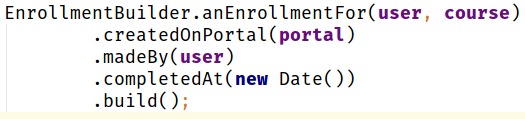 EnrollmentBuilder.anEnrollmentFor(user, course)
.createdOnPortal(portal)
.madeBy(user)
.completedAt(new Date())
.build();